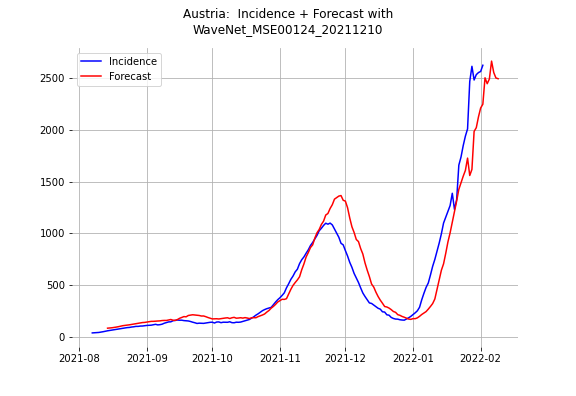 Austria:  Incidence + Forecast with
WaveNet_MSE00124_20211210
Incidence
Forecast
2500
2000
1500
1000
500
0
2021-08 2021-09 2021-10 2021-11 2021-12 2022-01 2022-02